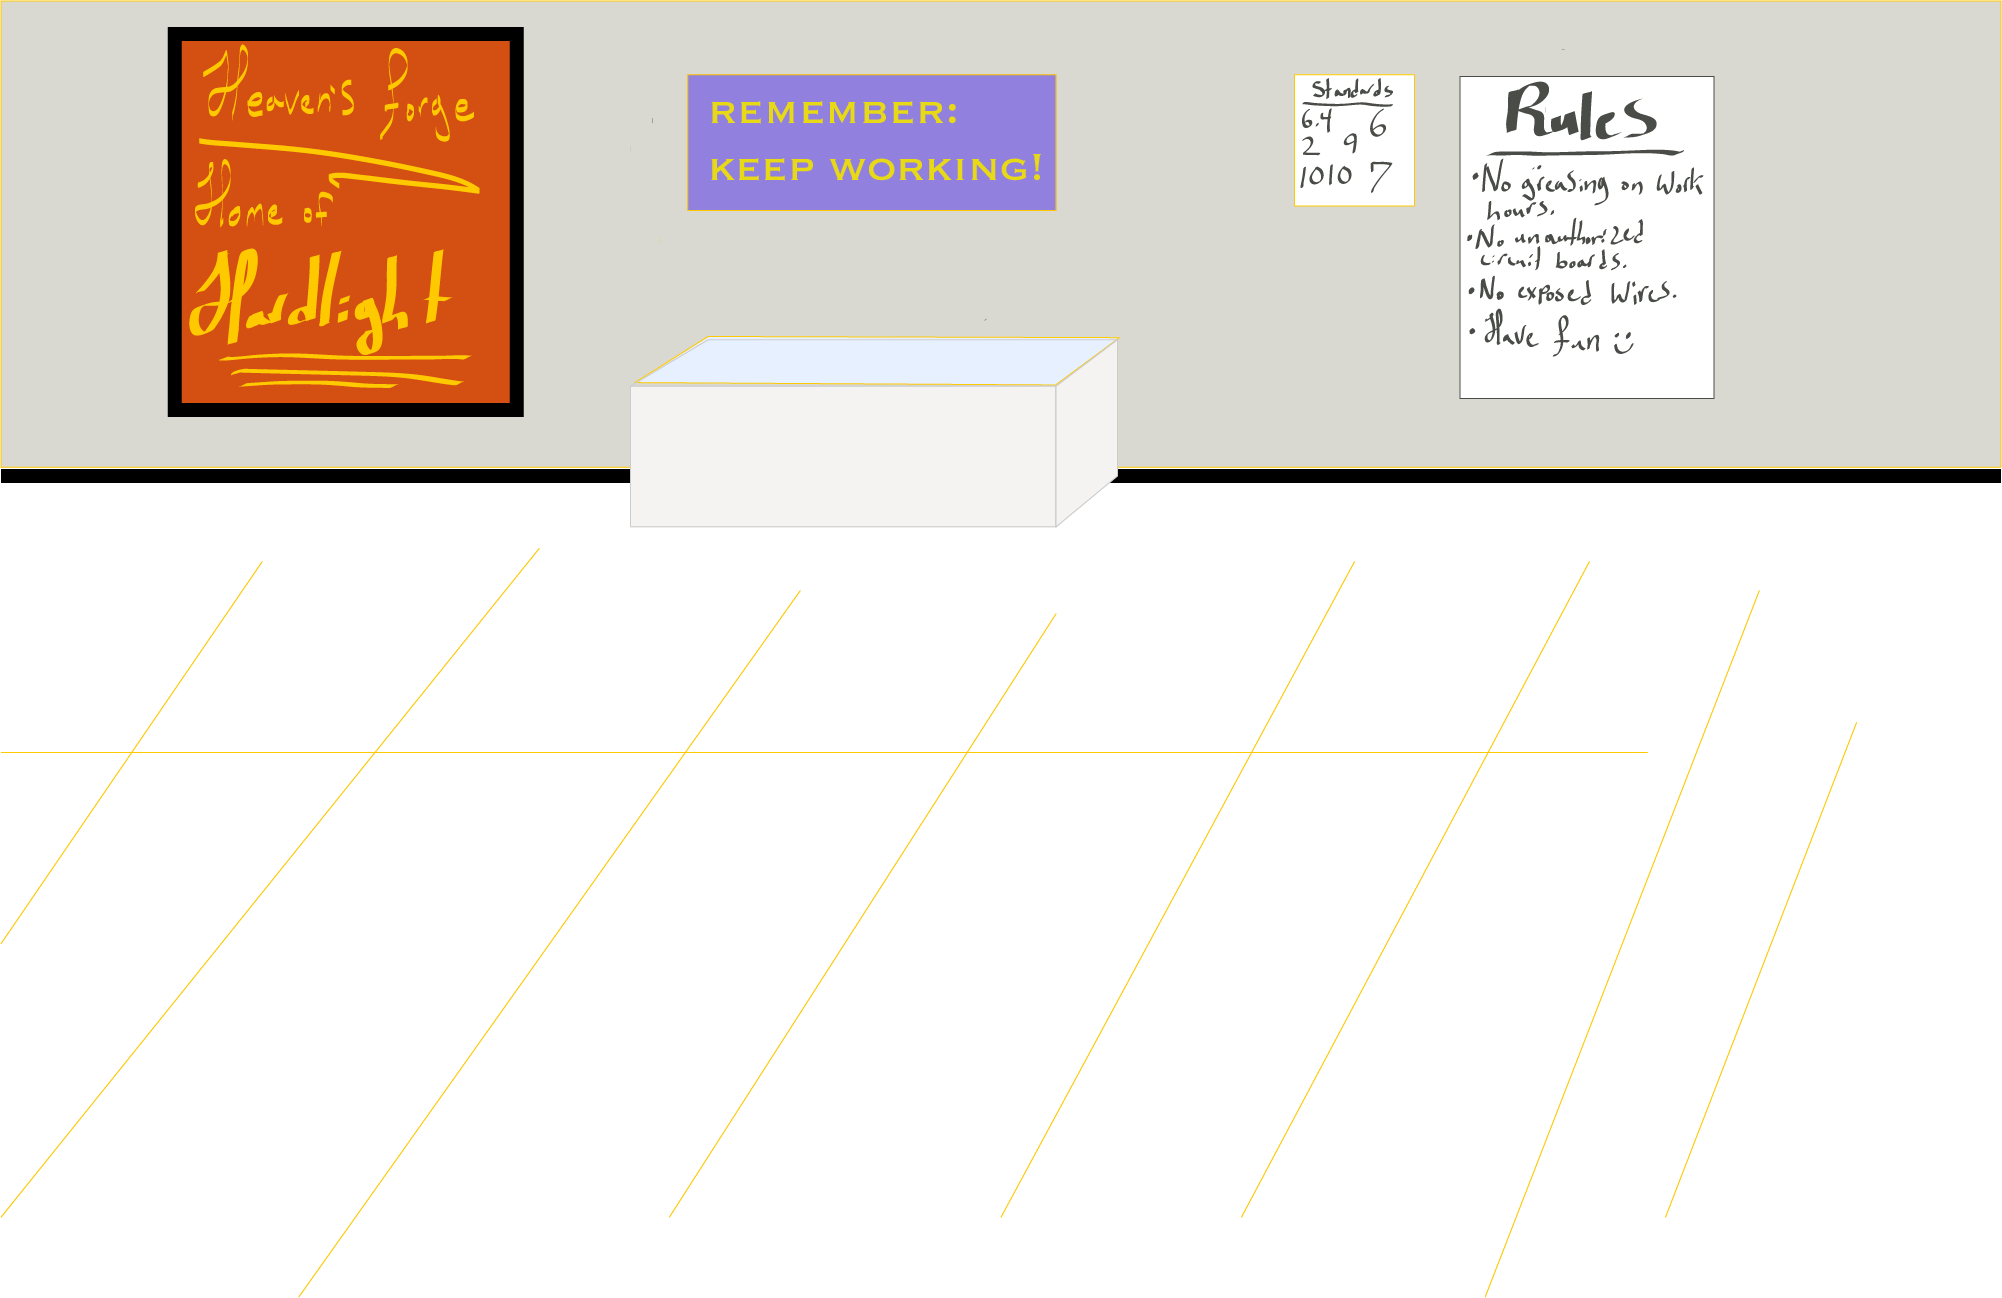 Heaven's forge
Home of
Hardlight
REMEMBER:
KEEP WORKING!
Standards
6.4 6
2 9
1010 7
Rules
•No greasing on work
hours.
•No unauthorized
circuit boards.
•No exposed wires.
•Have fun :)